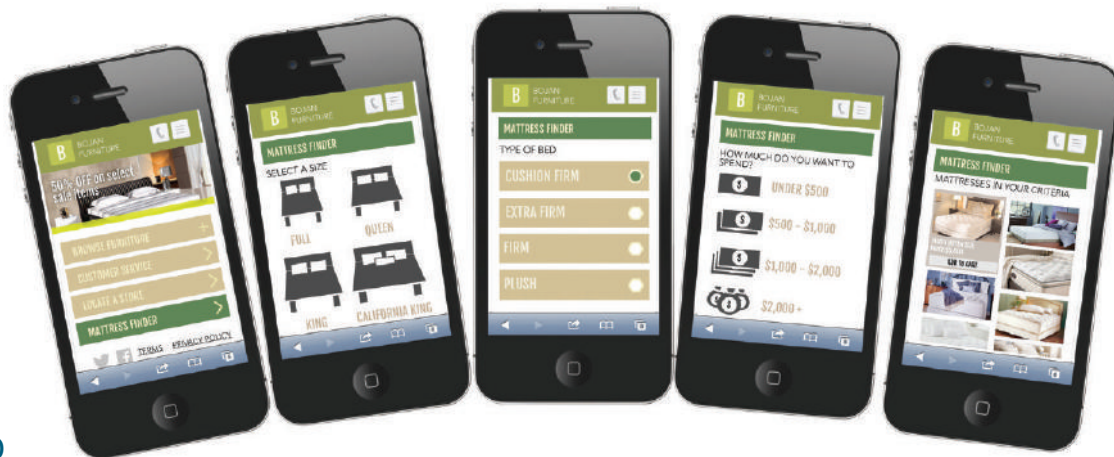 B BOJAN
FURNITURE
50% OFF on select
sale items
BROWSE FURNITURE +
CUSTOMER SERVICE
LOCATE A STORE
MATTRESS FINDER
TERMS PRIVACY POLICY
B BOJAN
FURNITURE
MATTRESS FINDER
SELECT A SIZE
FULL QUEEN
KING CALIFORNIA KING
B BOJAN
FURNITURE
MATTRESS FINDER
TYPE OF BED
CUSHION FIRM
EXTRA FIRM
FIRM
PLUSH
B BOJAN
FURNITURE
MATTRESS FINDER
HOW MUCH DO YOU WANT TO
SPEND?
$ UNDER $500
$ $500 - $1,000
$ $1,000 - $2,000
$2,000 +
B BOJAN
FURNITURE
MATTRESS FINDER
MATTRESSES IN YOUR CRITERIA
ADD TO CART